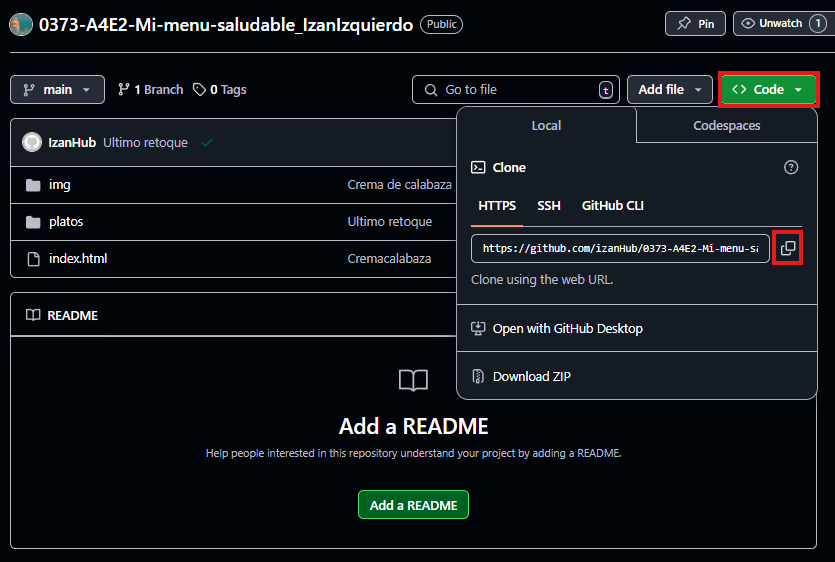 0373-A4E2-Mi-menu-saludable_IzanIzquierdo Public Pin Unwatch 1
main 1 Branch 0 Tags Go to file t Add file <> Code
Local Codespaces
IzanHub Ultimo retoque
Clone
img Crema de calabaza
HTTPS SSH GitHub CLI
platos Ultimo retoque
https://github.com/izanHub/0373-A4E2-Mi-menu-sa
index.html Cremacalabaza
Clone using the web URL.
README
Open with GitHub Desktop
Download ZIP
Add a README
Help people interested in this repository understand your project by adding a README.
Add a README